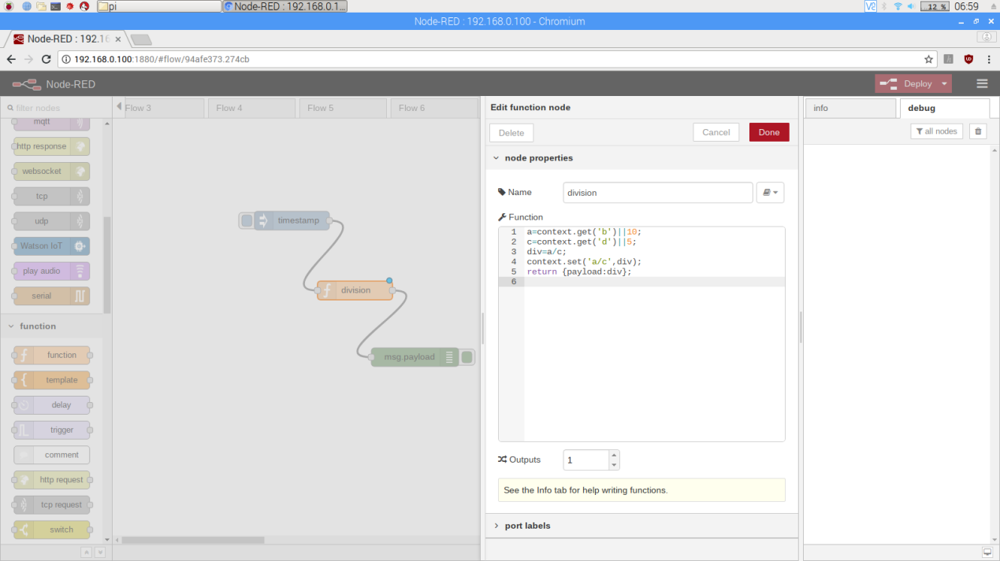 pi
Node-RED : 192.168.0.1...
12 %
06:59
Node-RED : 192.168.0.100 - Chromium
Node-RED : 192.16
192.168.0.100:1880/#flow/94afe373.274cb
Node-RED
Deploy
filter nodes
mqtt
http response
websocket
tcp
udp
Watson IoT
play audio
serial
function
function
template
delay
trigger
comment
http request
tcp request
switch
Flow 3
Flow 4
Flow 5
Flow 6
timestamp
division
msg.payload
Edit function node
Delete
Cancel
Done
node properties
Name
division
Function
1 a=context.get('b')||10;
2 c=context.get('d')||5;
3 div=a/c;
4 context.set('a/c',div);
5 return {payload:div};
6
Outputs
1
See the Info tab for help writing functions.
port labels
info
debug
all nodes